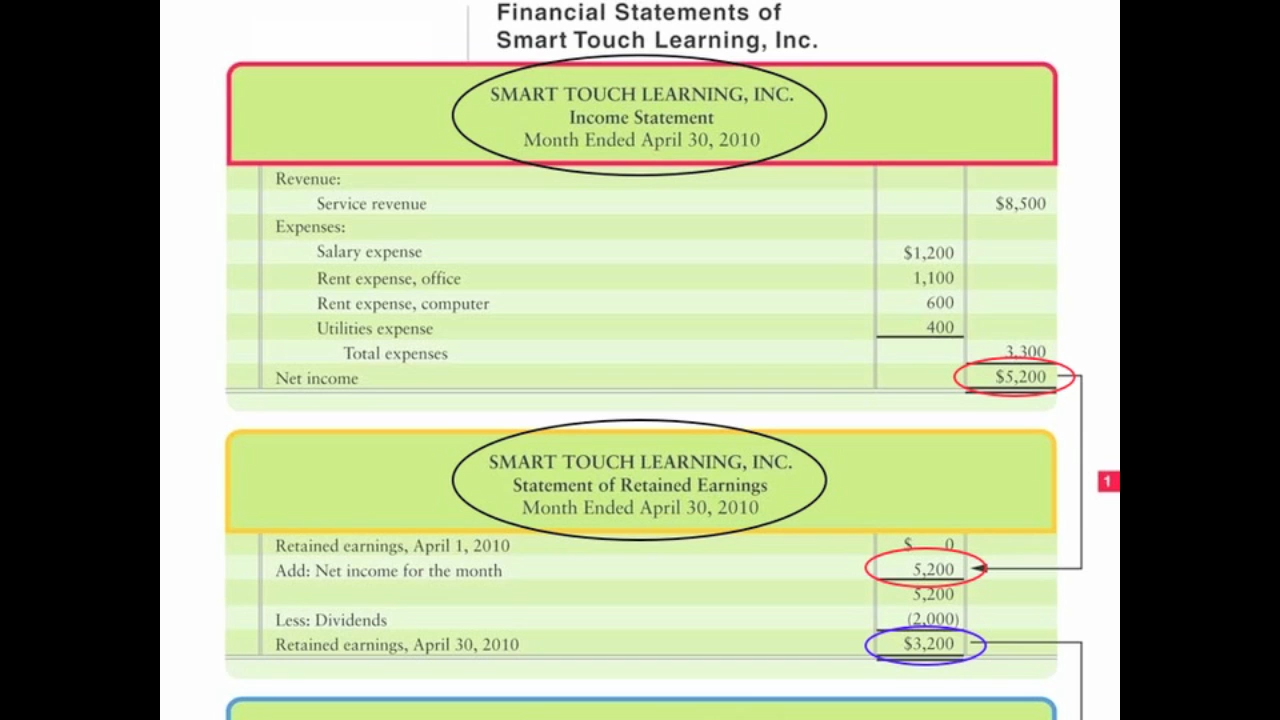 Financial Statements of
Smart Touch Learning, Inc.
SMART TOUCH LEARNING, INC.
Income Statement
Month Ended April 30, 2010
Revenue:
Service revenue $8,500
Expenses:
Salary expense $1,200
Rent expense, office 1,100
Rent expense, computer 600
Utilities expense 400
Total expenses 3,300
Net income $5,200
SMART TOUCH LEARNING, INC.
Statement of Retained Earnings
Month Ended April 30, 2010
1
Retained earnings, April 1, 2010 $ 0
Add: Net income for the month 5,200
5,200
Less: Dividends (2,000)
Retained earnings, April 30, 2010 $3,200